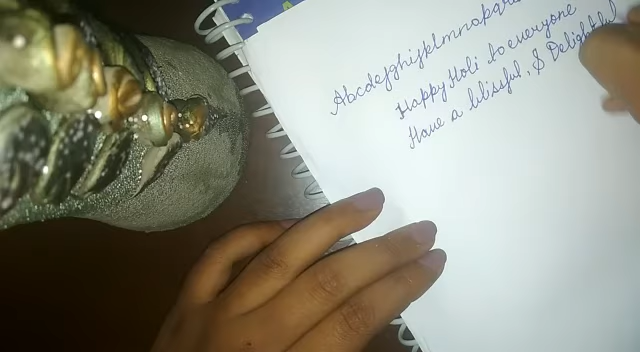 Abcdefghijklmnopqr
Happy Holi to everyone
Have a blissful, & Delightful